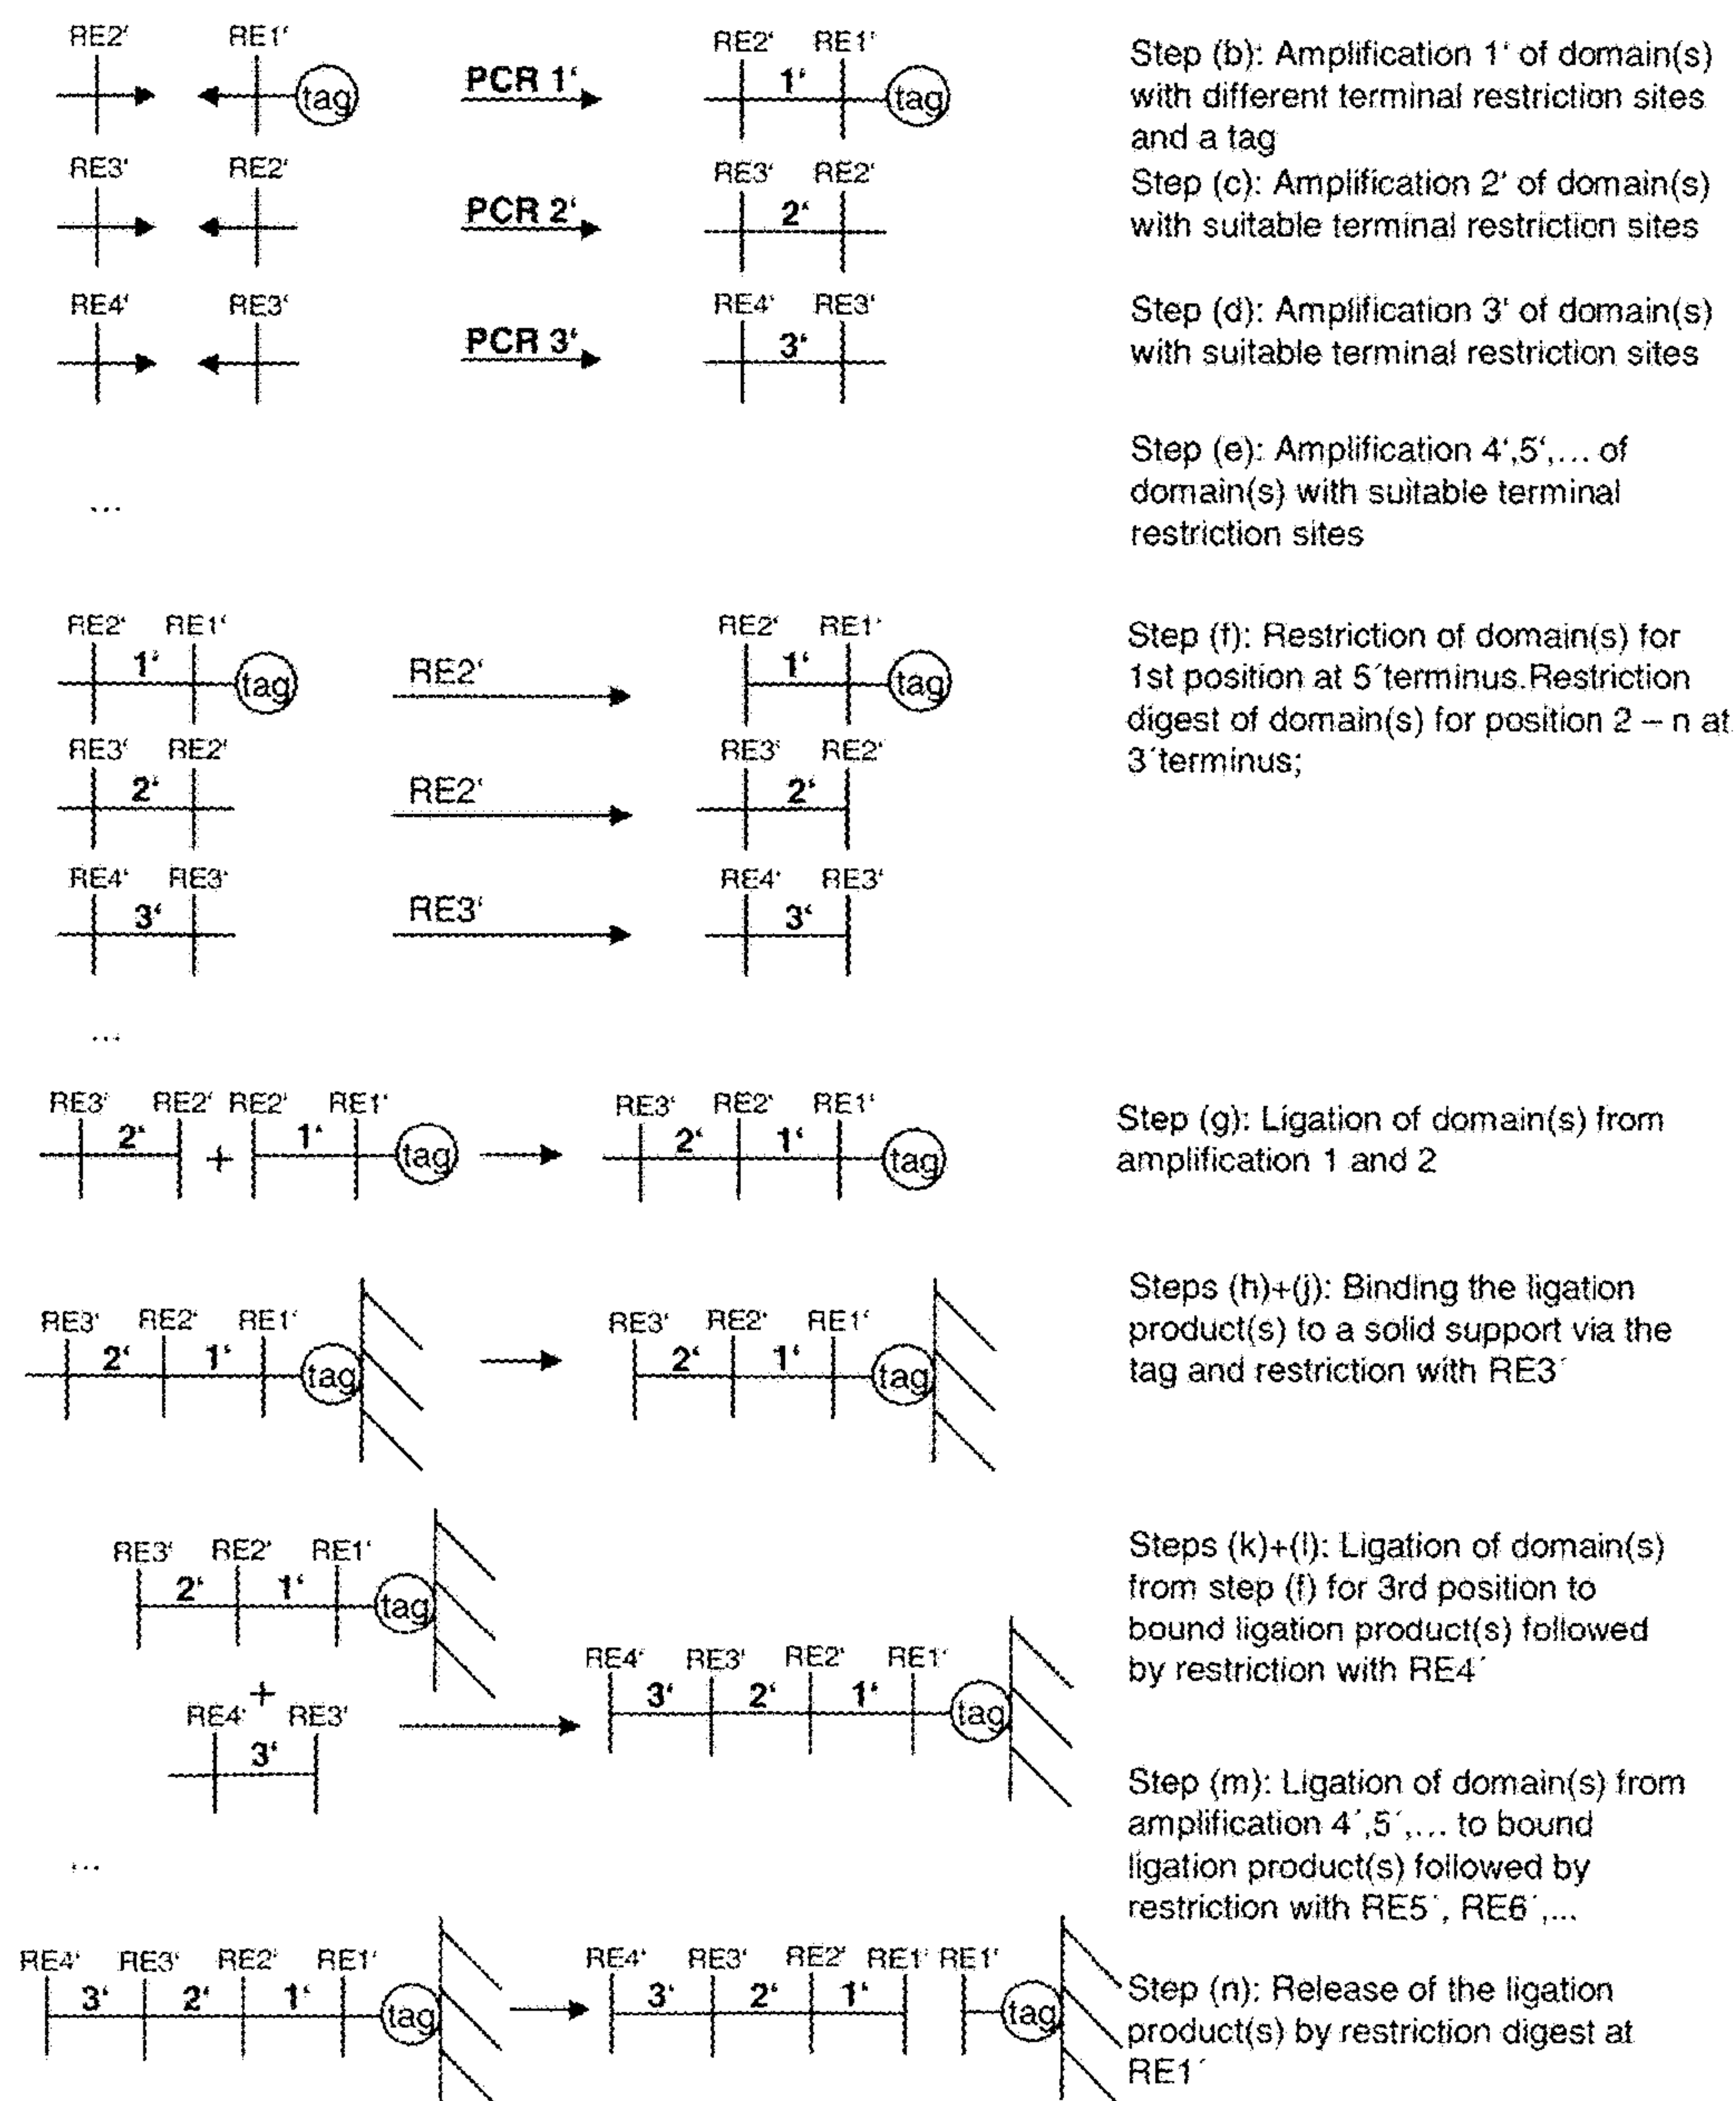 RE2‘ RE1‘ RE2‘ RE1‘
tag PCR 1‘ 1‘ tag
Step (b): Amplification 1‘ of domain(s)
with different terminal restriction sites
and a tag
RE3‘ RE2‘ RE3‘ RE2‘
PCR 2‘ 2‘
Step (c): Amplification 2‘ of domain(s)
with suitable terminal restriction sites
RE4‘ RE3‘ RE4‘ RE3‘
PCR 3‘ 3‘
Step (d): Amplification 3‘ of domain(s)
with suitable terminal restriction sites
...
Step (e): Amplification 4‘,5‘,... of
domain(s) with suitable terminal
restriction sites
RE2‘ RE1‘ RE2‘ RE1‘
1‘ tag RE2‘ 1‘ tag
RE3‘ RE2‘ RE3‘ RE2‘
2‘ RE2‘ 2‘
RE4‘ RE3‘ RE4‘ RE3‘
3‘ RE3‘ 3‘
Step (f): Restriction of domain(s) for
1st position at 5´terminus.Restriction
digest of domain(s) for position 2 – n at
3´terminus;
...
RE3‘ RE2‘ RE2‘ RE1‘ RE3‘ RE2‘ RE1‘
2‘ + 1‘ tag 2‘ 1‘ tag
Step (g): Ligation of domain(s) from
amplification 1 and 2
RE3‘ RE2‘ RE1‘ RE3‘ RE2‘ RE1‘
2‘ 1‘ tag 2‘ 1‘ tag
Steps (h)+(j): Binding the ligation
product(s) to a solid support via the
tag and restriction with RE3´
RE3‘ RE2‘ RE1‘
2‘ 1‘ tag
+
RE4‘ RE3‘
3‘
RE4‘ RE3‘ RE2‘ RE1‘
3‘ 2‘ 1‘ tag
Steps (k)+(l): Ligation of domain(s)
from step (f) for 3rd position to
bound ligation product(s) followed
by restriction with RE4´
...
Step (m): Ligation of domain(s) from
amplification 4´,5´,... to bound
ligation product(s) followed by
restriction with RE5´, RE6´,...
RE4‘ RE3‘ RE2‘ RE1‘ RE4‘ RE3‘ RE2‘ RE1‘ RE1‘
3‘ 2‘ 1‘ tag 3‘ 2‘ 1‘ tag
Step (n): Release of the ligation
product(s) by restriction digest at
RE1´